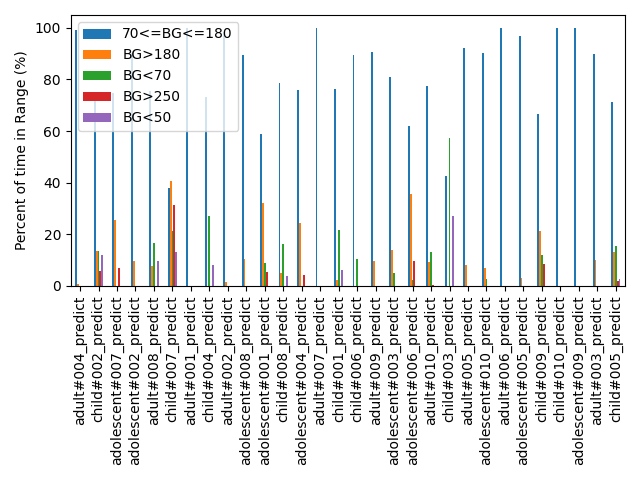 100
80
60
40
20
0
Percent of time in Range (%)
70<=BG<=180
BG>180
BG<70
BG>250
BG<50
adult#004_predict
child#002_predict
adolescent#007_predict
adolescent#002_predict
adult#008_predict
child#007_predict
adult#001_predict
child#004_predict
adult#002_predict
adolescent#008_predict
adolescent#001_predict
child#008_predict
adolescent#004_predict
adult#007_predict
child#001_predict
child#006_predict
adult#009_predict
adolescent#003_predict
adolescent#006_predict
adult#010_predict
child#003_predict
adult#005_predict
adolescent#010_predict
adult#006_predict
adolescent#005_predict
child#009_predict
child#010_predict
adolescent#009_predict
adult#003_predict
child#005_predict